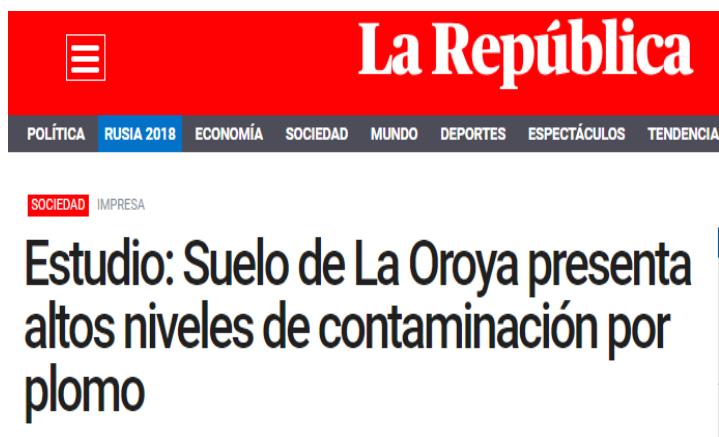 La República
POLÍTICA RUSIA 2018 ECONOMÍA SOCIEDAD MUNDO DEPORTES ESPECTÁCULOS TENDENCIA
SOCIEDAD IMPRESA
Estudio: Suelo de La Oroya presenta
altos niveles de contaminación por
plomo